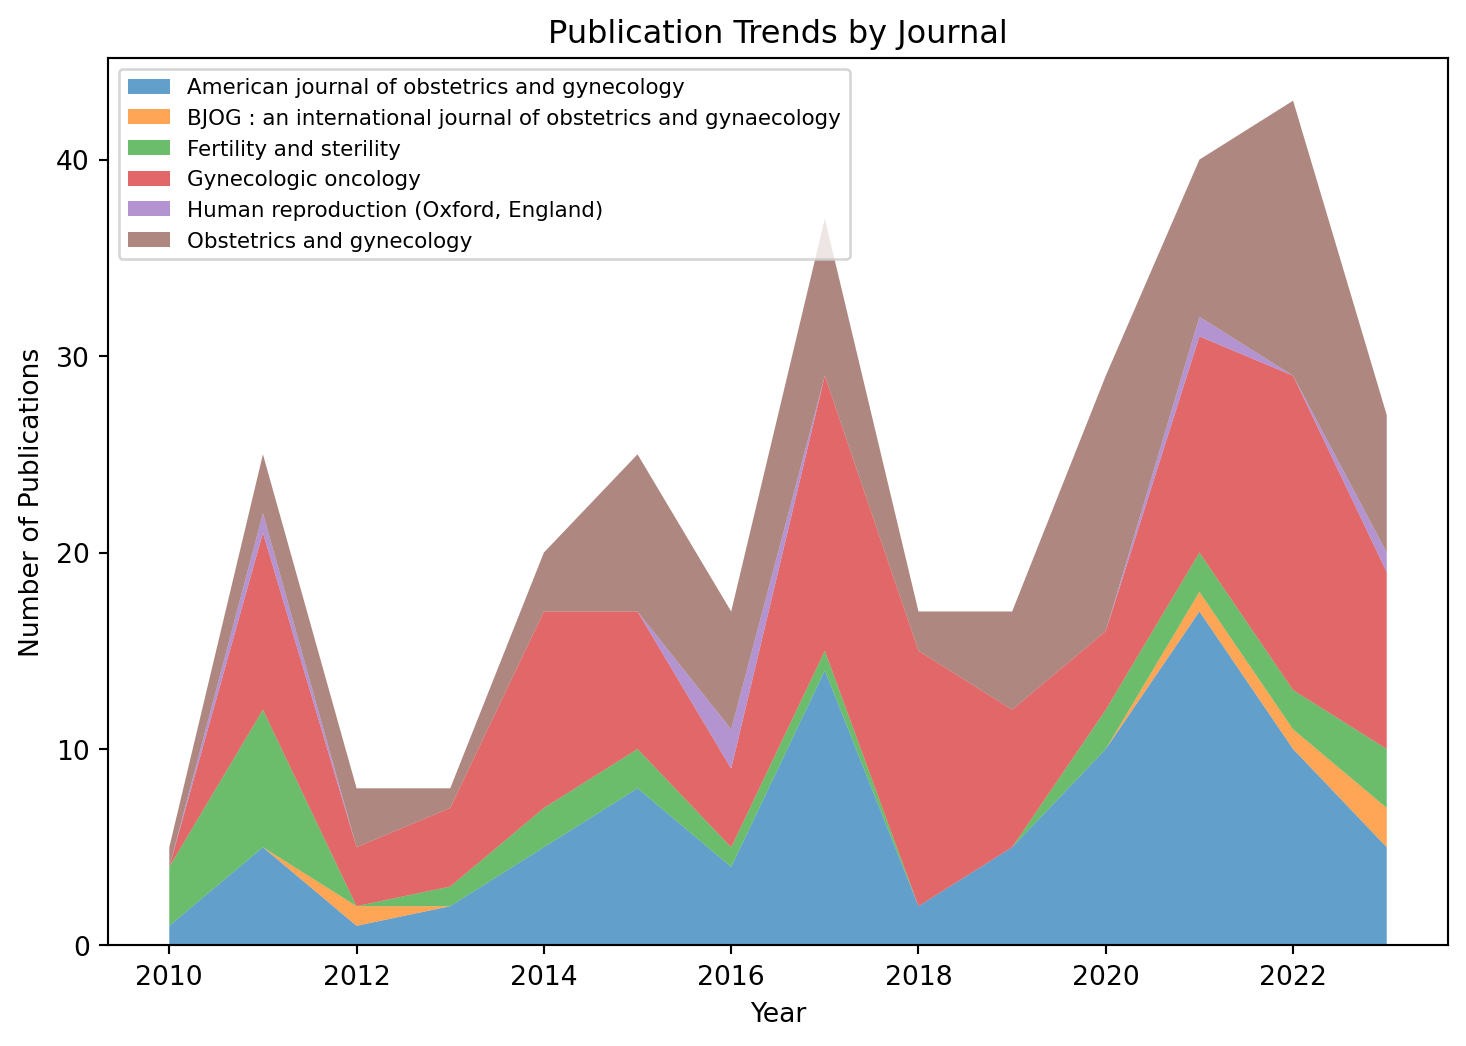 Publication Trends by Journal
American journal of obstetrics and gynecology
BJOG : an international journal of obstetrics and gynaecology
Fertility and sterility
Gynecologic oncology
Human reproduction (Oxford, England)
Obstetrics and gynecology
Number of Publications
40
30
20
10
0
2010 2012 2014 2016 2018 2020 2022
Year